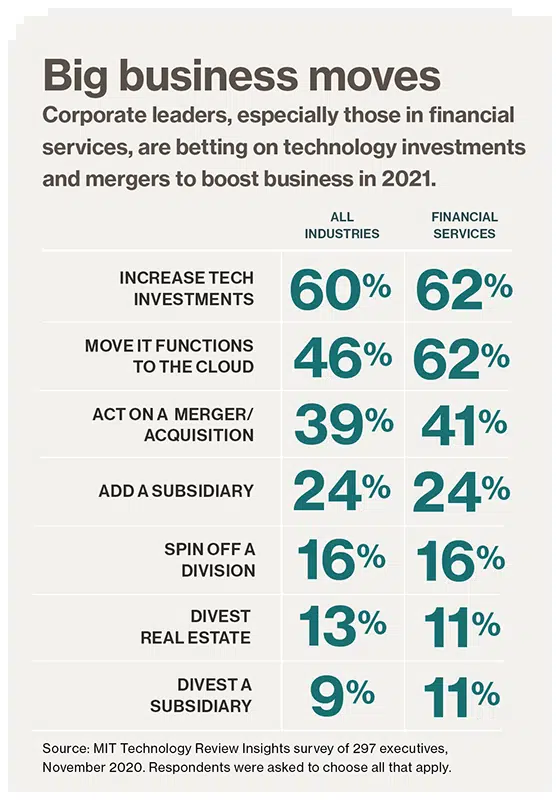 Big business moves
Corporate leaders, especially those in financial
services, are betting on technology investments
and mergers to boost business in 2021.
ALL
INDUSTRIES
FINANCIAL
SERVICES
INCREASE TECH
INVESTMENTS
60% 62%
MOVE IT FUNCTIONS
TO THE CLOUD
46% 62%
ACT ON A MERGER/
ACQUISITION
39% 41%
ADD A SUBSIDIARY
24% 24%
SPIN OFF A
DIVISION
16% 16%
DIVEST
REAL ESTATE
13% 11%
DIVEST A
SUBSIDIARY
9% 11%
Source: MIT Technology Review Insights survey of 297 executives,
November 2020. Respondents were asked to choose all that apply.